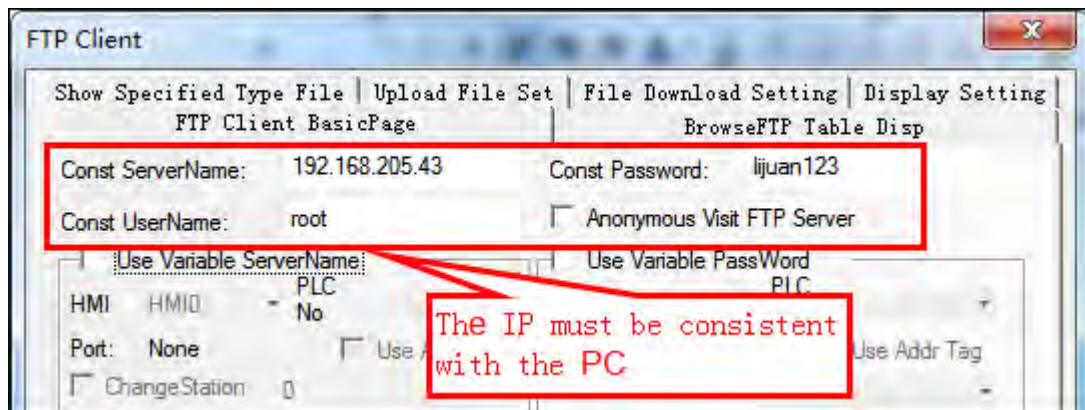 FTP Client
Show Specified Type File | Upload File Set | File Download Setting | Display Setting |
FTP Client BasicPage | BrowseFTP Table Disp
Const ServerName: 192.168.205.43 Const Password: lijuan123
Const UserName: root Anonymous Visit FTP Server
Use Variable ServerName Use Variable PassWord
HMI HMI0 PLC No PLC
The IP must be consistent with the PC
Port: None Use A Use Addr Tag
ChangeStation 0